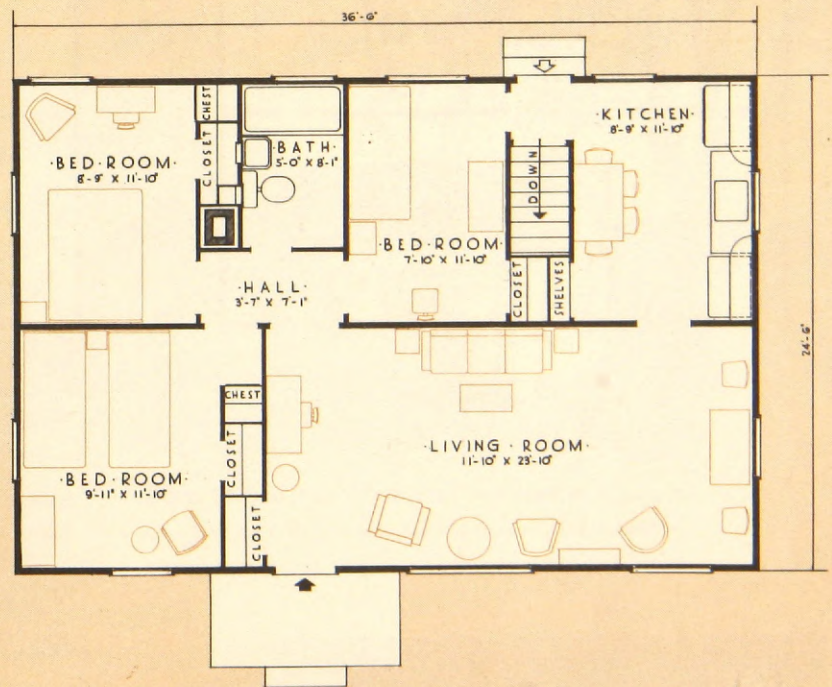 36'-6"
CHEST
CLOSET
·BED·ROOM·
8'-9" X 11'-10"
·BATH·
5'-0" X 8'-1"
DOWN
·KITCHEN·
8'-9" X 11'-10"
·BED·ROOM·
7'-10" X 11'-10"
CLOSET
SHELVES
·HALL·
3'-7" X 7'-1"
24'-6"
CHEST
CLOSET
·BED·ROOM·
9'-11" X 11'-10"
CLOSET
·LIVING·ROOM·
11'-10" X 23'-10"